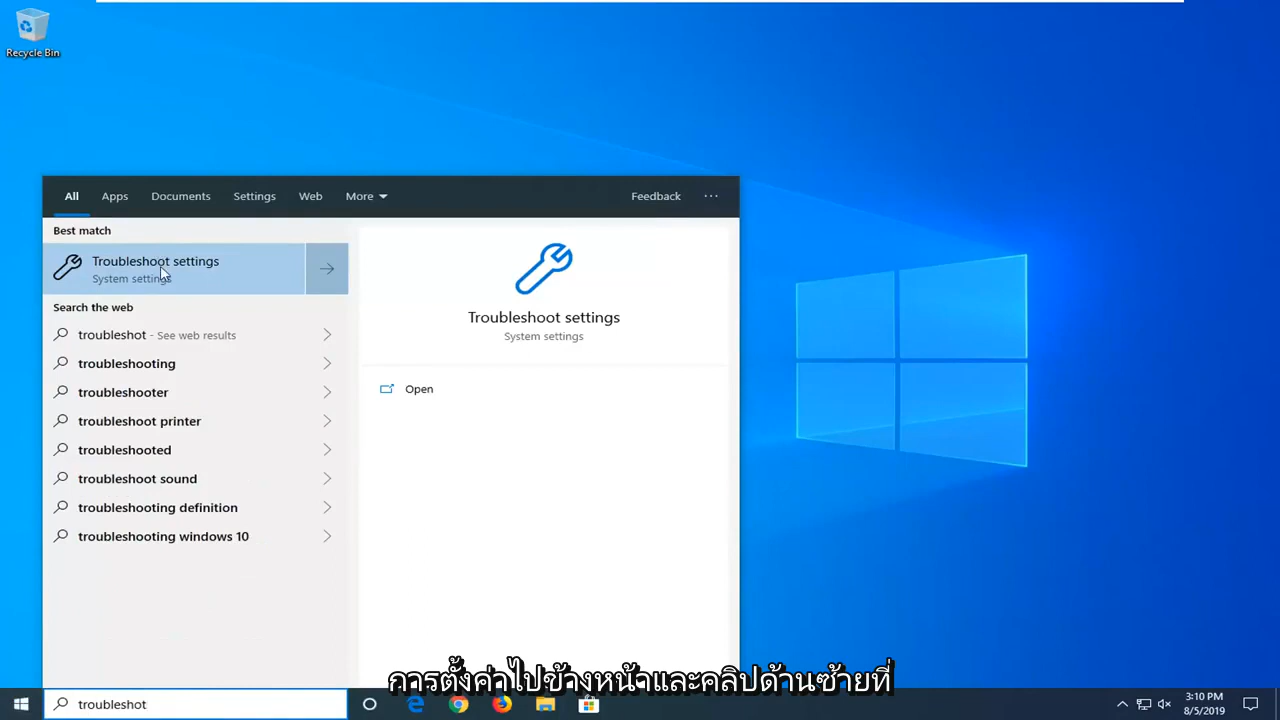 Recycle Bin
All Apps Documents Settings Web More Feedback ...
Best match
Troubleshoot settings
System settings
Search the web
troubleshot - See web results
troubleshooting
troubleshooter
troubleshoot printer
troubleshooted
troubleshoot sound
troubleshooting definition
troubleshooting windows 10
Troubleshoot settings
System settings
Open
การตั้งค่าไปข้างหน้าและคลิปด้านซ้ายที่
troubleshot
3:10 PM
8/5/2019